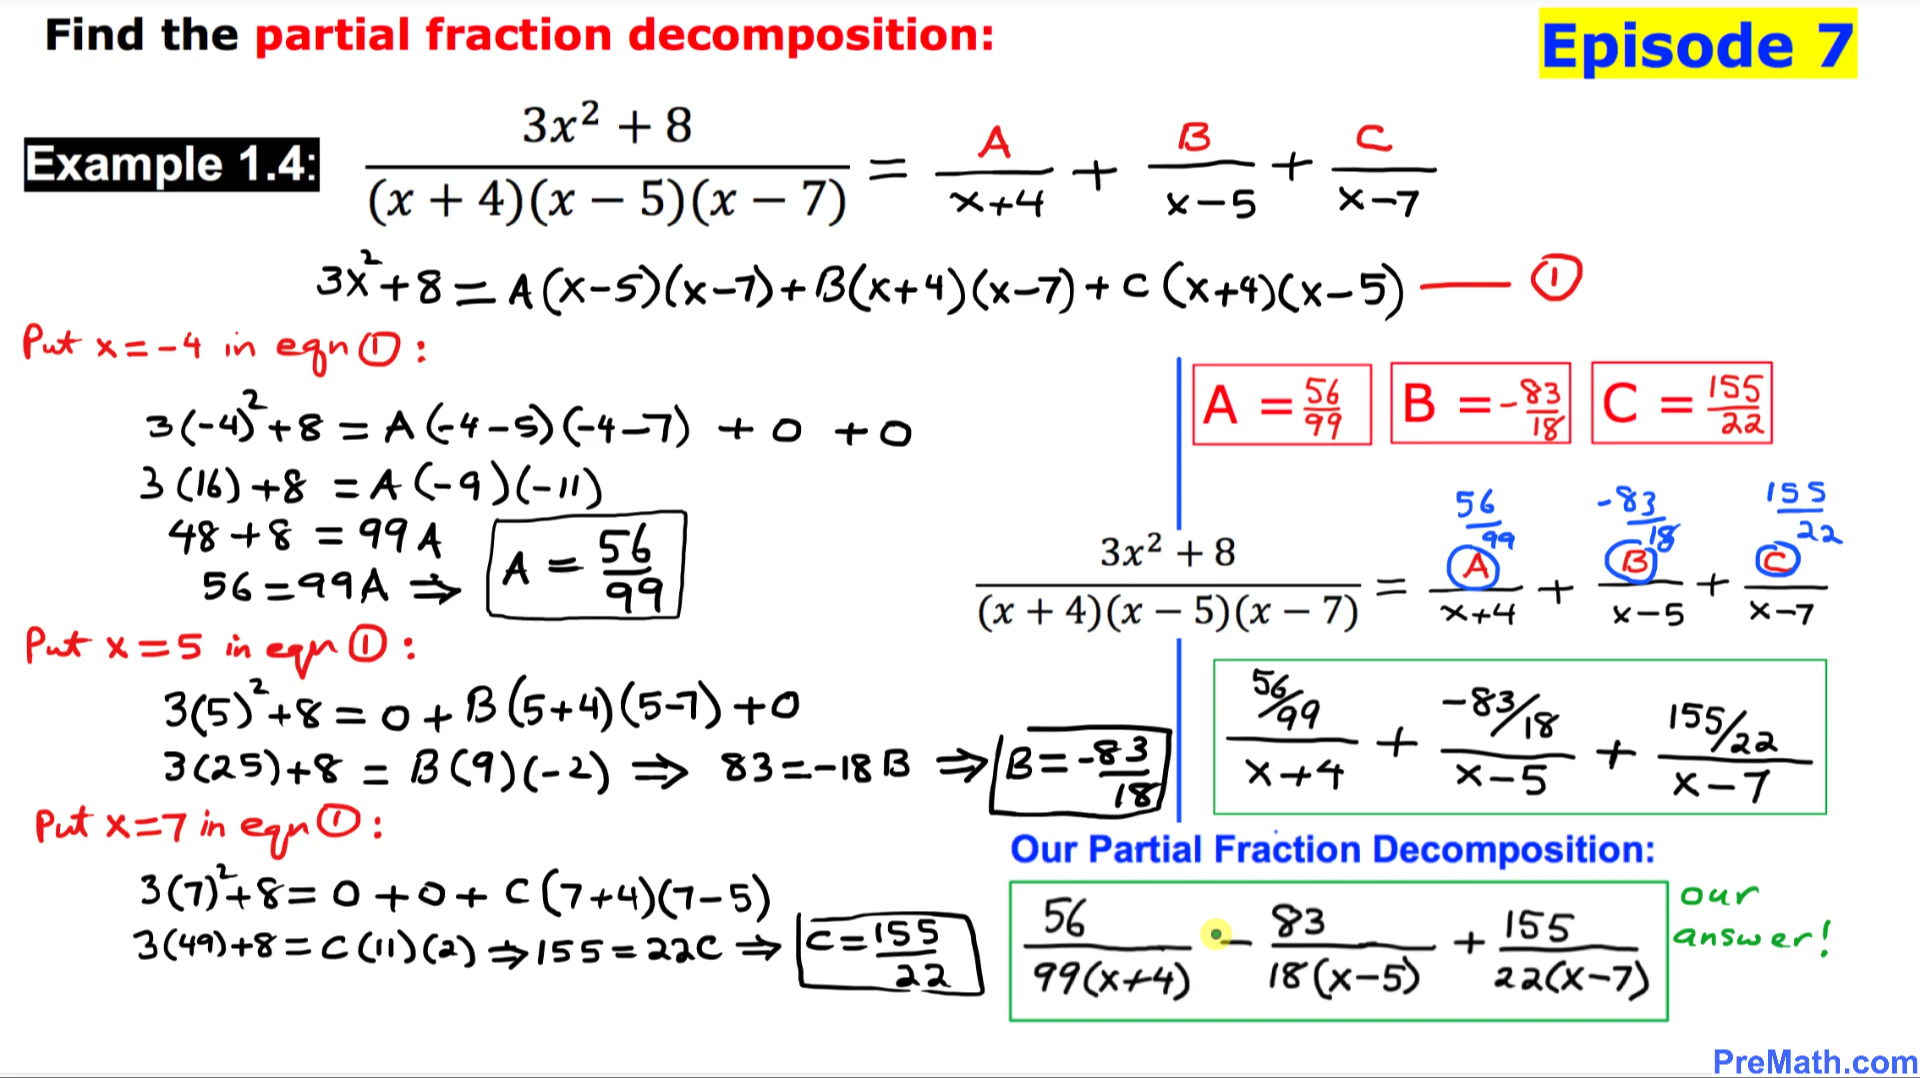 Find the partial fraction decomposition:
Episode 7
Example 1.4:
3x² + 8 / (x + 4)(x − 5)(x − 7) = A / x+4 + B / x−5 + C / x−7
3x²+8 = A(x−5)(x−7)+B(x+4)(x−7)+C(x+4)(x−5) —— ①
Put x=−4 in eqn ①:
3(−4)²+8 = A(−4−5)(−4−7) + 0 + 0
3(16)+8 = A(−9)(−11)
48+8 = 99A
56=99A ⇒ A = 56/99
Put x=5 in eqn ①:
3(5)²+8 = 0+B(5+4)(5−7)+0
3(25)+8 = B(9)(−2) ⇒ 83=−18B ⇒ B=−83/18
Put x=7 in eqn ①:
3(7)²+8= 0+0+ C(7+4)(7−5)
3(49)+8=C(11)(2) ⇒ 155=22C ⇒ C=155/22
A = 56/99 B = −83/18 C = 155/22
56/99 −83/18 155/22
3x² + 8 / (x + 4)(x − 5)(x − 7) = A / x+4 + B / x−5 + C / x−7
56/99 / x+4 + −83/18 / x−5 + 155/22 / x−7
Our Partial Fraction Decomposition:
56 / 99(x+4) − 83 / 18(x−5) + 155 / 22(x−7)
our
answer!
PreMath.com